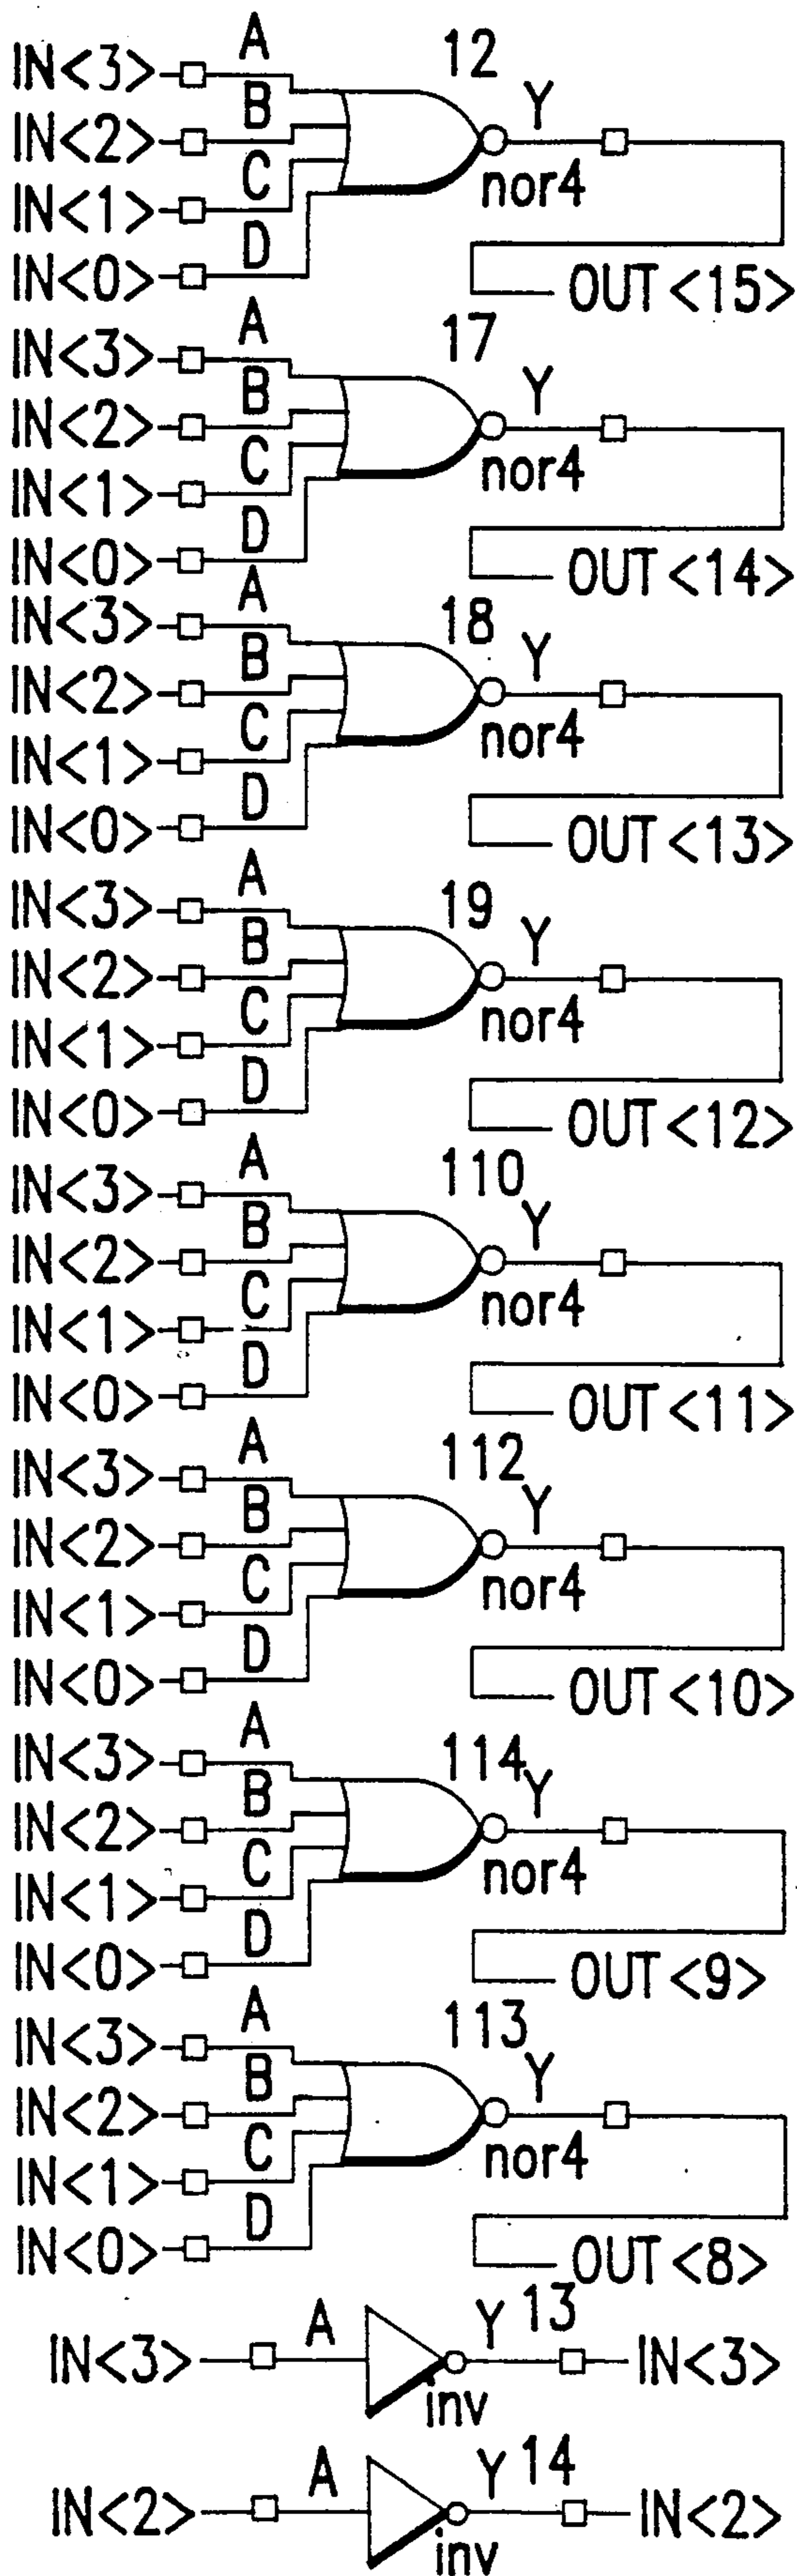 A
12
IN<3>
B
Y
IN<2>
C
nor4
IN<1>
D
IN<0>
OUT<15>
A
17
IN<3>
B
Y
IN<2>
C
nor4
IN<1>
D
IN<0>
OUT<14>
A
18
IN<3>
B
Y
IN<2>
C
nor4
IN<1>
D
IN<0>
OUT<13>
A
19
IN<3>
B
Y
IN<2>
C
nor4
IN<1>
D
IN<0>
OUT<12>
A
110
IN<3>
B
Y
IN<2>
C
nor4
IN<1>
D
IN<0>
OUT<11>
A
112
IN<3>
B
Y
IN<2>
C
nor4
IN<1>
D
IN<0>
OUT<10>
A
114
IN<3>
B
Y
IN<2>
C
nor4
IN<1>
D
IN<0>
OUT<9>
A
113
IN<3>
B
Y
IN<2>
C
nor4
IN<1>
D
IN<0>
OUT<8>
A
Y 13
IN<3>
IN<3>
inv
A
Y 14
IN<2>
IN<2>
inv